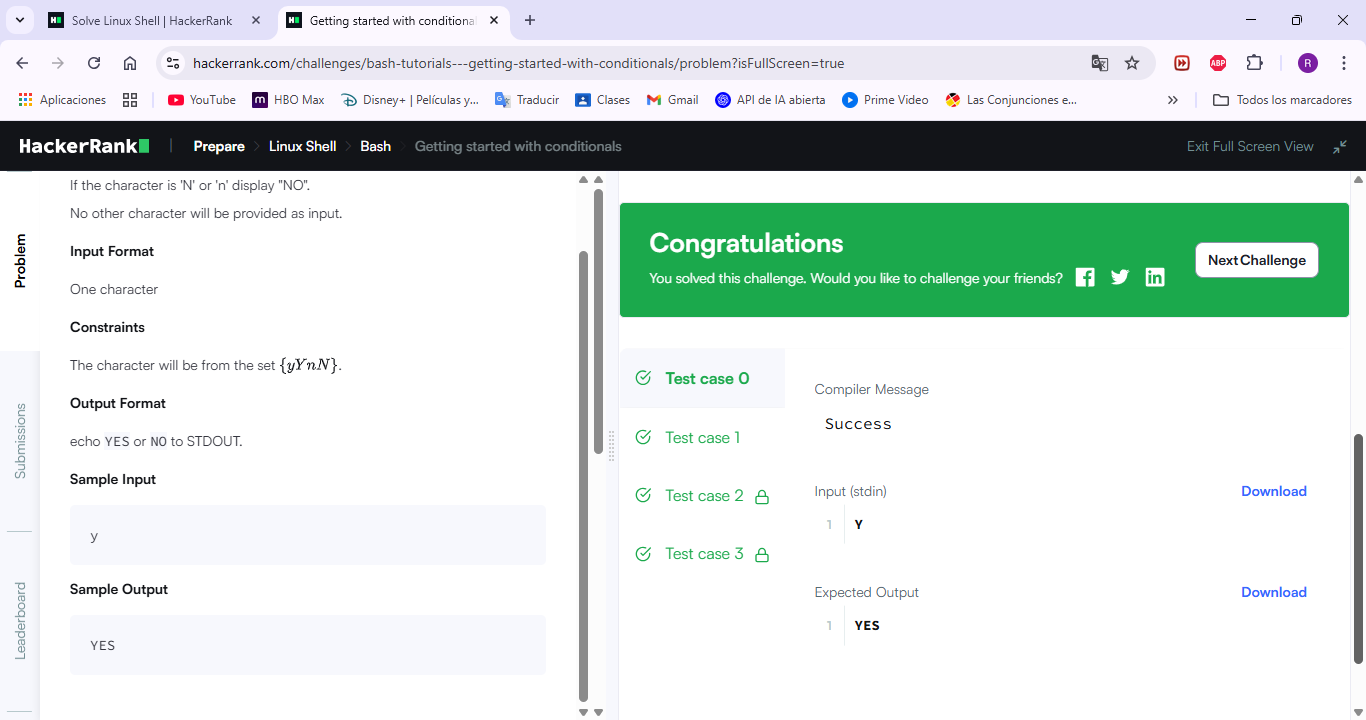 Solve Linux Shell | HackerRank
Getting started with conditiona
hackerrank.com/challenges/bash-tutorials---getting-started-with-conditionals/problem?isFullScreen=true
ABP
R
Aplicaciones
YouTube
HBO Max
Disney+ | Películas y...
Traducir
Clases
Gmail
API de IA abierta
Prime Video
Las Conjunciones e...
Todos los marcadores
HackerRank
Prepare
Linux Shell
Bash
Getting started with conditionals
Exit Full Screen View
Problem
Submissions
Leaderboard
If the character is 'N' or 'n' display "NO".
No other character will be provided as input.
Input Format
One character
Constraints
The character will be from the set {yYnN}.
Output Format
echo YES or NO to STDOUT.
Sample Input
y
Sample Output
YES
Congratulations
You solved this challenge. Would you like to challenge your friends?
Next Challenge
Test case 0
Test case 1
Test case 2
Test case 3
Compiler Message
Success
Input (stdin)
Download
1 Y
Expected Output
Download
1 YES